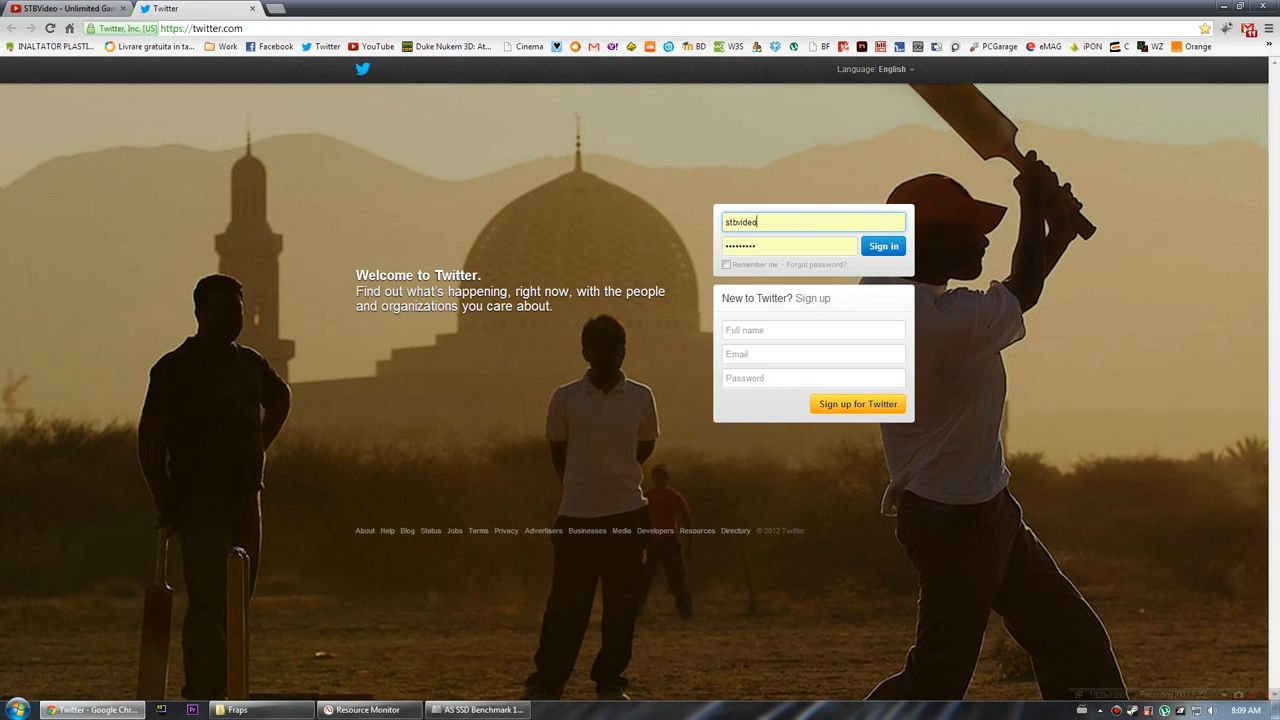 STBVideo - Unlimited Gan
Twitter
Twitter, Inc. [US]
https://twitter.com
INALTATOR PLASTI...
Livrare gratuita in ta...
Work
Facebook
Twitter
YouTube
Duke Nukem 3D: At...
Cinema
BD
W3S
BF
PCGarage
eMAG
iPON
C
WZ
Orange
11
Language: English
stbvideo
•••••••••
Sign in
Remember me · Forgot password?
Welcome to Twitter.
Find out what's happening, right now, with the people
and organizations you care about.
New to Twitter? Sign up
Full name
Email
Password
Sign up for Twitter
About Help Blog Status Jobs Terms Privacy Advertisers Businesses Media Developers Resources Directory © 2012 Twitter
Twitter - Google Chr...
Pr
Fraps
Resource Monitor
AS SSD Benchmark 1...
8:09 AM